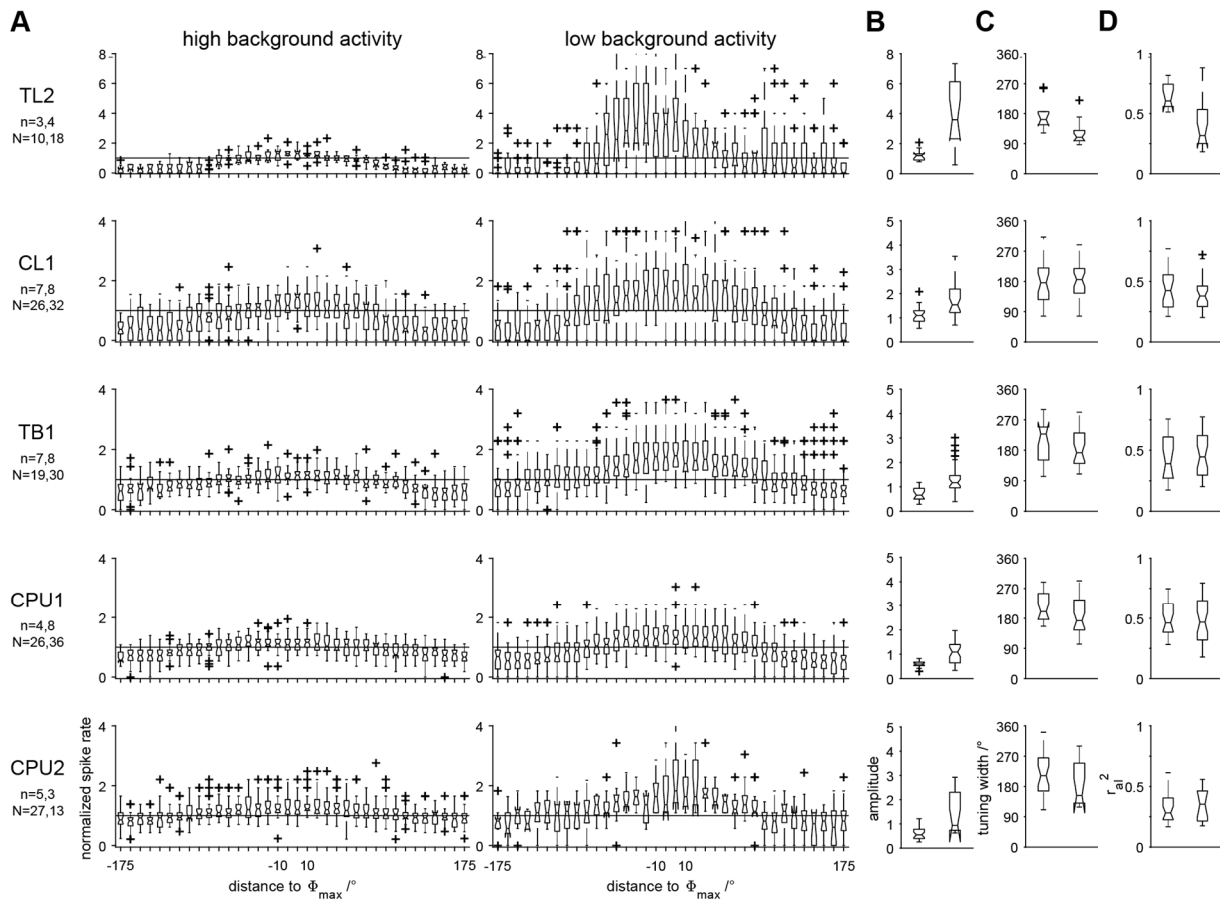 A B C D
high background activity low background activity
TL2
n=3,4
N=10,18
8 6 4 2 0
8 6 4 2 0
8 6 4 2 0
360 270 180 90 0
1 0.5 0
CL1
n=7,8
N=26,32
4 2 0
4 2 0
5 4 3 2 1 0
360 270 180 90 0
1 0.5 0
TB1
n=7,8
N=19,30
4 2 0
4 2 0
5 4 3 2 1 0
360 270 180 90 0
1 0.5 0
CPU1
n=4,8
N=26,36
4 2 0
4 2 0
5 4 3 2 1 0
360 270 180 90 0
1 0.5 0
CPU2
n=5,3
N=27,13
normalized spike rate
4 2 0
4 2 0
amplitude
5 4 3 2 1 0
tuning width /°
360 270 180 90 0
r²al
1 0.5 0
-175 -10 10 175 -175 -10 10 175
distance to Φmax /° distance to Φmax /°